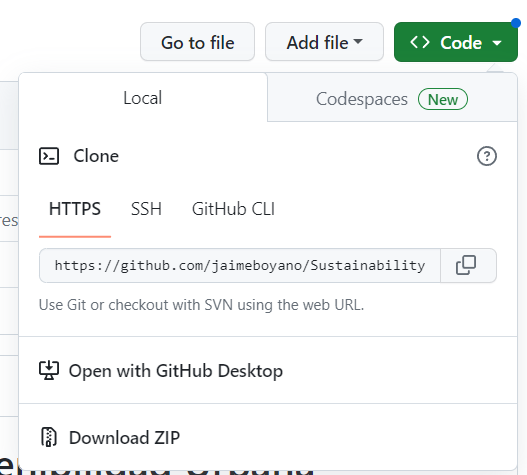 Go to file
Add file
Code
Local
Codespaces New
Clone
HTTPS SSH GitHub CLI
https://github.com/jaimeboyano/Sustainability
Use Git or checkout with SVN using the web URL.
Open with GitHub Desktop
Download ZIP